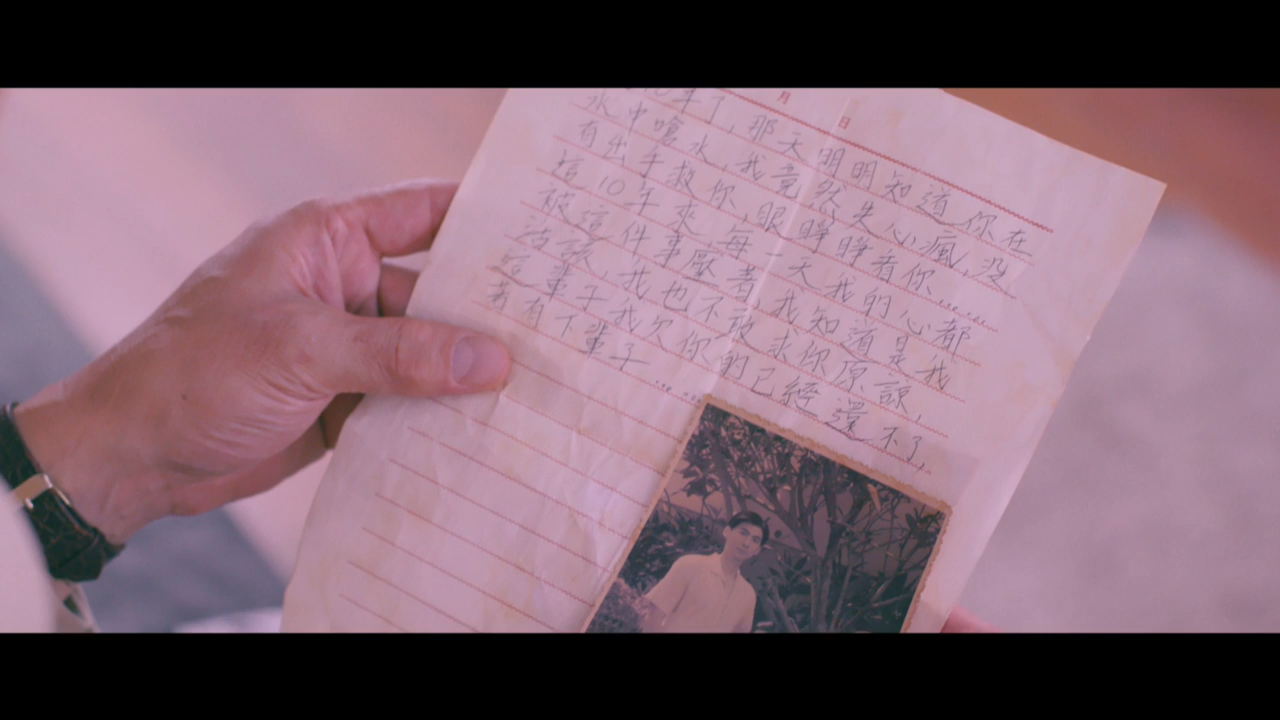 月 日
10年了,那天明明知道你在
水中嗆水,我竟然失心瘋,没
有出手救你,眼睜睜看你……
這10年來,每一天我的心都
被這件事壓著,我知道是我
活該,我也不敢求你原諒,
這輩子我欠你的已經還不了,
若有下輩子……